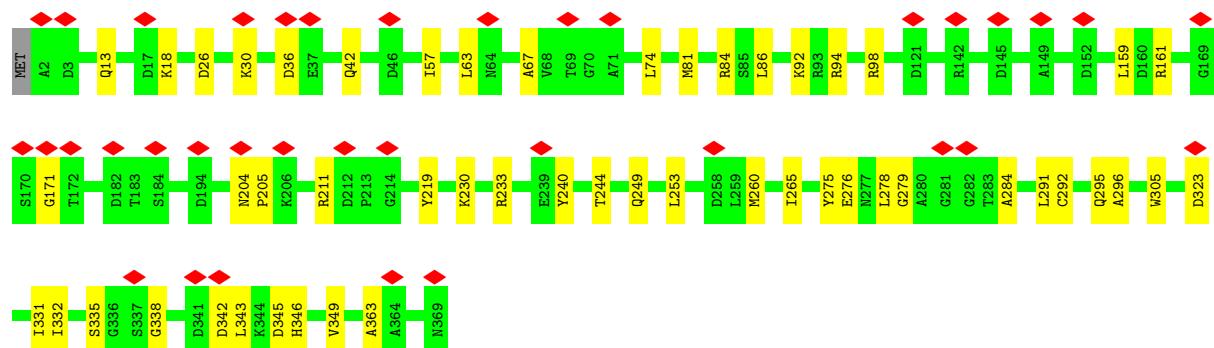 MET A2 D3 Q13 D17 K18 D26 K30 D36 E37 Q42 D46 I57 L63 N64 A67 V68 T69 G70 A71 L74 M81 R84 S85 L86 K92 R93 R94 R98 D121 R142 D145 A149 D152 L159 D160 R161 G169
S170 G171 T172 D182 T183 S184 D194 N204 P205 K206 R211 D212 P213 G214 Y219 K230 R233 E239 Y240 T244 Q249 L253 D258 L259 M260 I265 Y275 E276 N277 L278 G279 A280 G281 G282 T283 A284 L291 C292 Q295 A296 W305 D323
I331 I332 S335 G336 S337 G338 D341 D342 L343 K344 D345 H346 V349 A363 A364 N369